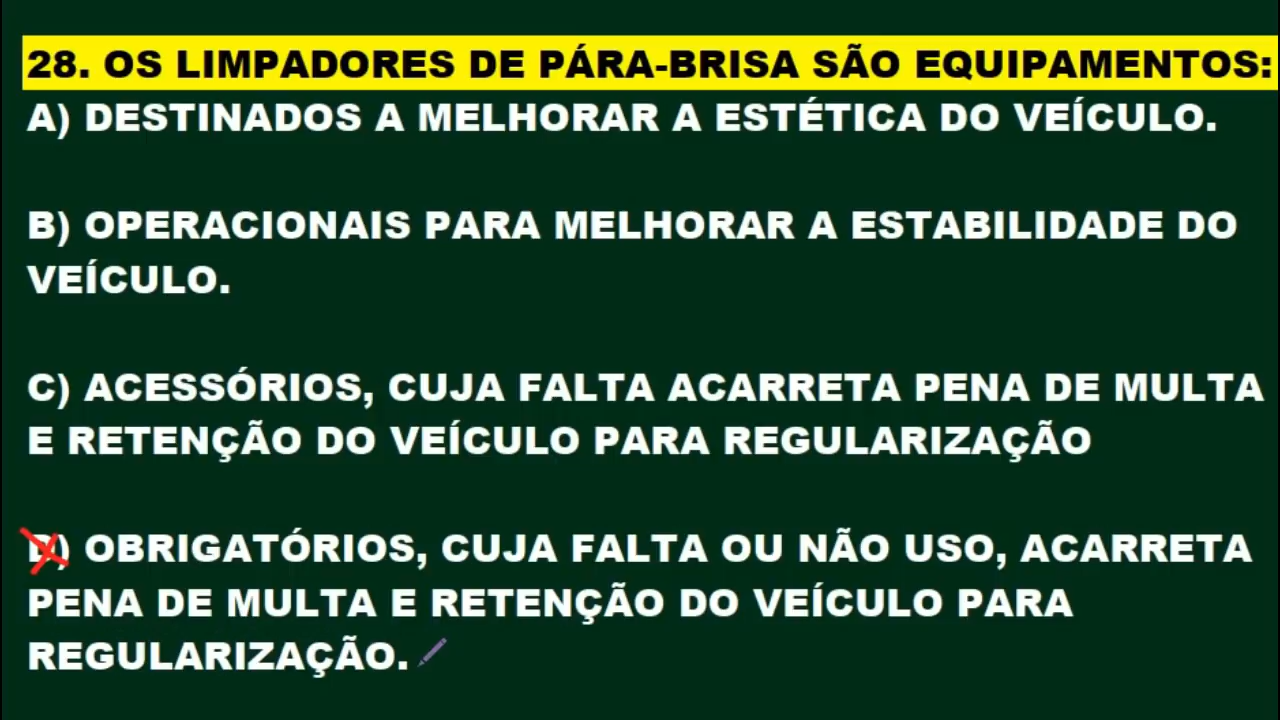 28. OS LIMPADORES DE PÁRA-BRISA SÃO EQUIPAMENTOS:
A) DESTINADOS A MELHORAR A ESTÉTICA DO VEÍCULO.
B) OPERACIONAIS PARA MELHORAR A ESTABILIDADE DO
VEÍCULO.
C) ACESSÓRIOS, CUJA FALTA ACARRETA PENA DE MULTA
E RETENÇÃO DO VEÍCULO PARA REGULARIZAÇÃO
D) OBRIGATÓRIOS, CUJA FALTA OU NÃO USO, ACARRETA
PENA DE MULTA E RETENÇÃO DO VEÍCULO PARA
REGULARIZAÇÃO.